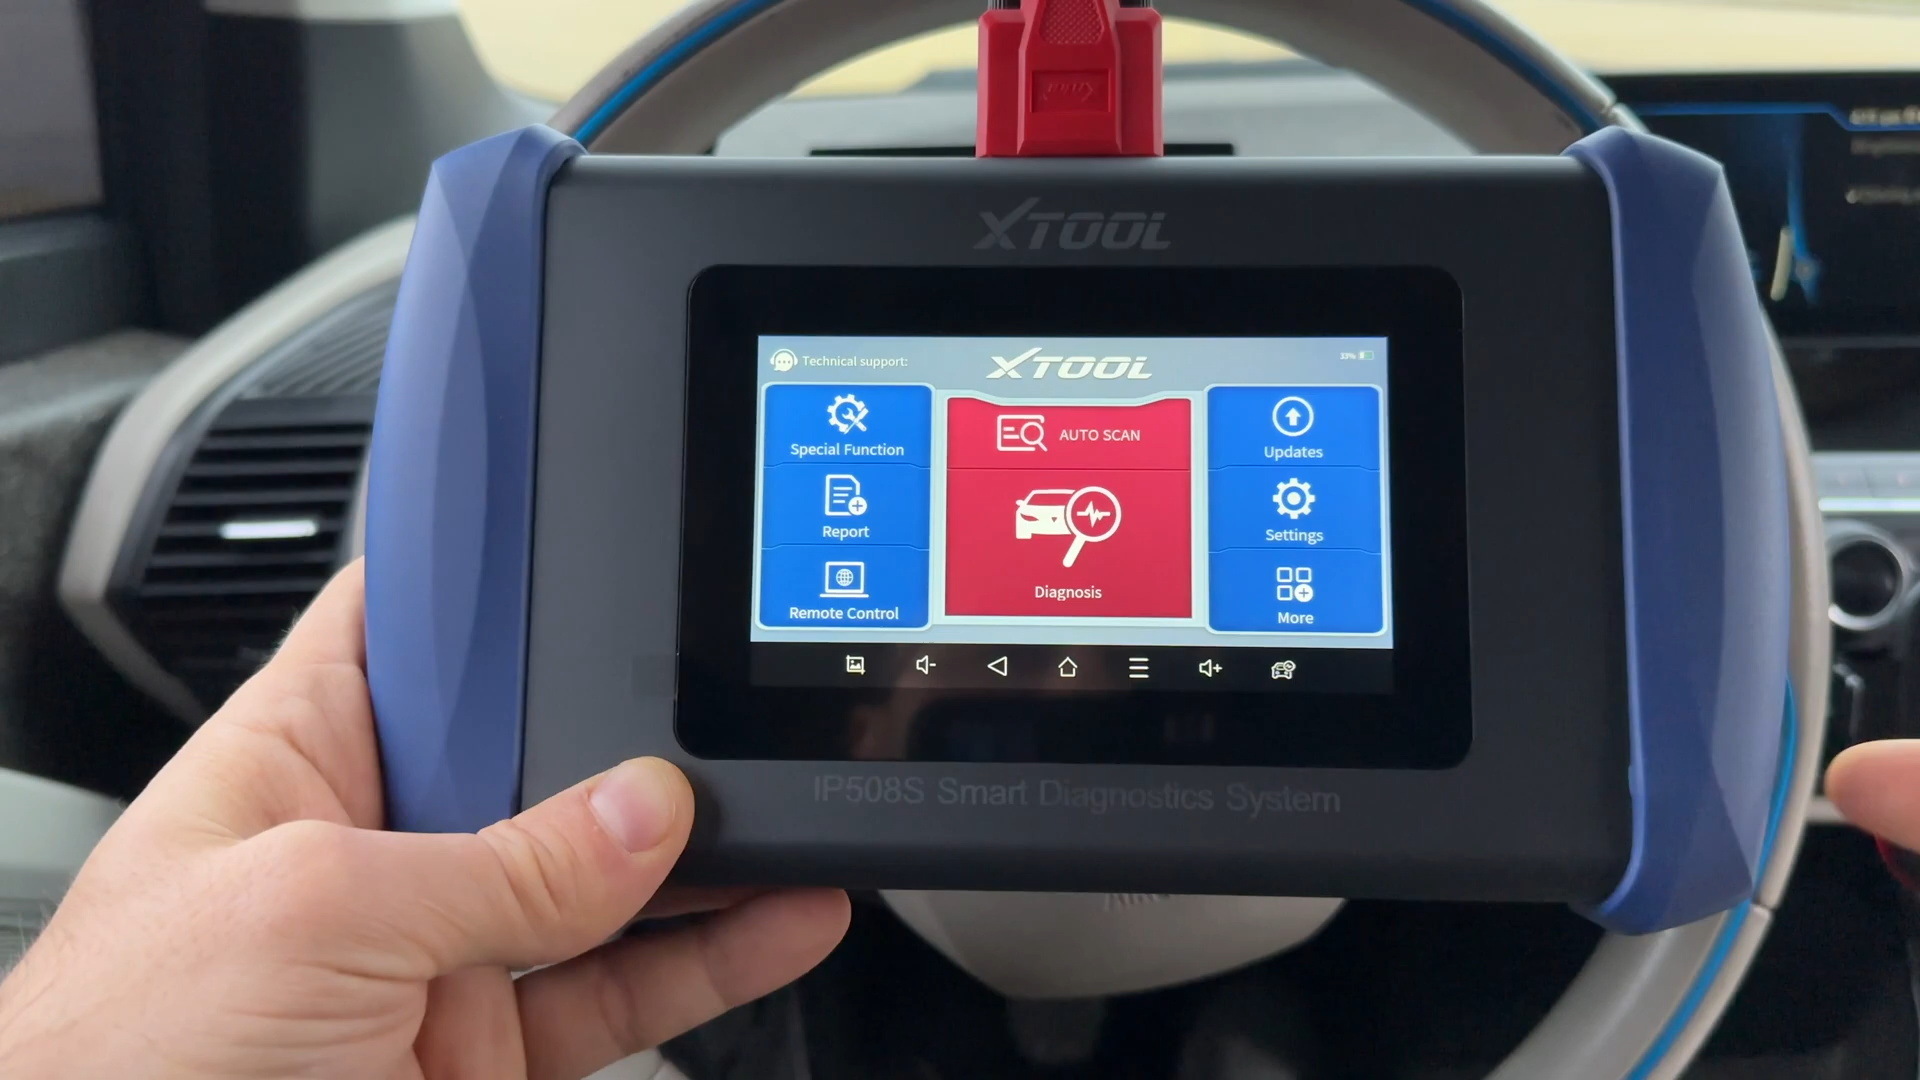 XTOOL
Technical support:
XTOOL
33%
Special Function
AUTO SCAN
Updates
Report
Settings
Remote Control
Diagnosis
More
IP508S Smart Diagnostics System